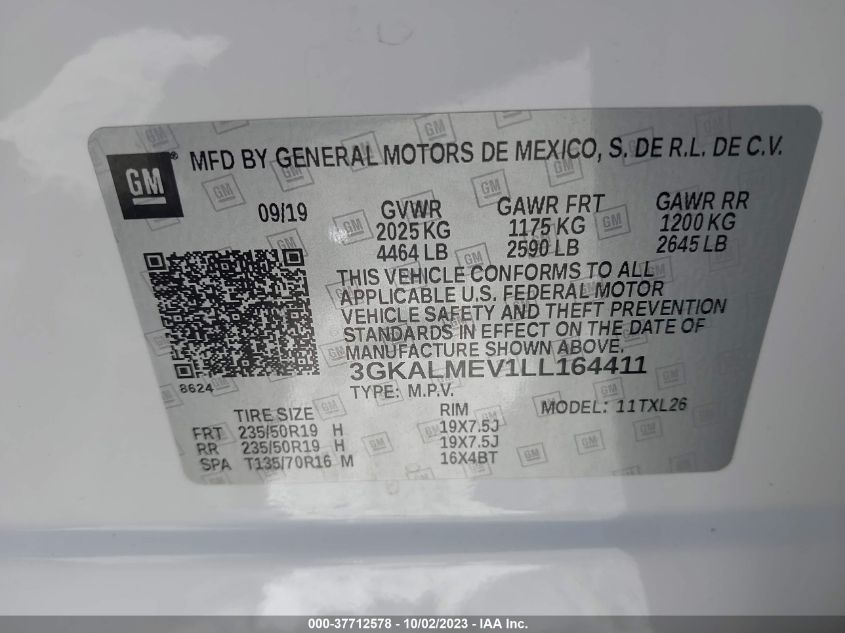 GM ® MFD BY GENERAL MOTORS DE MEXICO, S. DE R.L. DE C.V.
09/19 GVWR GAWR FRT GAWR RR
2025 KG 1175 KG 1200 KG
4464 LB 2590 LB 2645 LB
THIS VEHICLE CONFORMS TO ALL
APPLICABLE U.S. FEDERAL MOTOR
VEHICLE SAFETY AND THEFT PREVENTION
STANDARDS IN EFFECT ON THE DATE OF
MANUFACTURE SHOWN ABOVE.
8624
3GKALMEV1LL164411
TYPE: M.P.V. MODEL: 11TXL26
TIRE SIZE RIM
FRT 235/50R19 H 19X7.5J
RR 235/50R19 H 19X7.5J
SPA T135/70R16 M 16X4BT
000-37712578 - 10/02/2023 - IAA Inc.